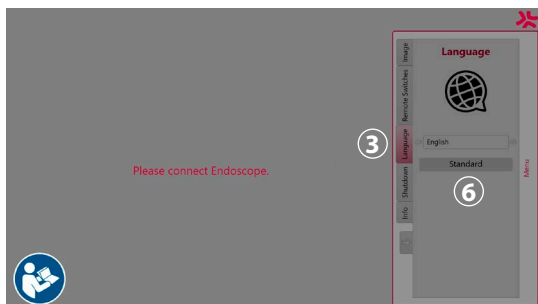 Image
Remote Switches
Language
Shutdown
Info
Language
English
Standard
Menu
Please connect Endoscope.
3
6